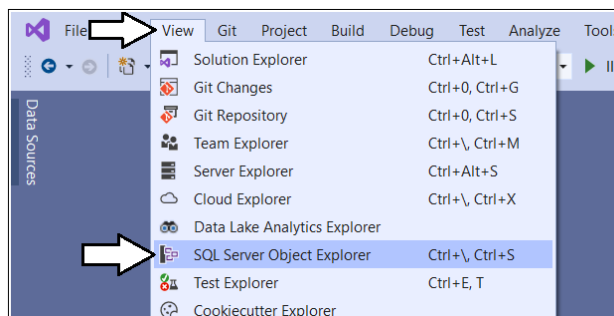 File View Git Project Build Debug Test Analyze Tools
Data Sources
Solution Explorer Ctrl+Alt+L
Git Changes Ctrl+0, Ctrl+G
Git Repository Ctrl+0, Ctrl+S
Team Explorer Ctrl+\, Ctrl+M
Server Explorer Ctrl+Alt+S
Cloud Explorer Ctrl+\, Ctrl+X
Data Lake Analytics Explorer
SQL Server Object Explorer Ctrl+\, Ctrl+S
Test Explorer Ctrl+E, T
Cookiecutter Explorer